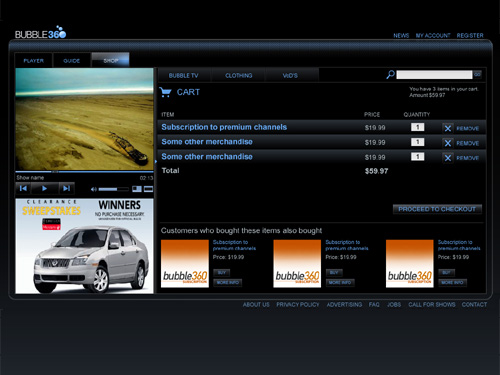 BUBBLE360
NEWS MY ACCOUNT REGISTER
PLAYER GUIDE SHOP
BUBBLE TV CLOTHING VHD'S
CART
You have 3 items in your cart.
Amount $59.97
ITEM PRICE QUANTITY
Subscription to premium channels $19.99 1 REMOVE
Some other merchandise $19.99 1 REMOVE
Some other merchandise $19.99 1 REMOVE
Total $59.97
Show name 02:13
PROCEED TO CHECKOUT
CLEARANCE
SWEEPSTAKES
WINNERS
NO PURCHASE NECESSARY
Customers who bought these items also bought
bubble360
SUBSCRIPTION
Subscription to
premium channels
Price: $19.99
BUY
MORE INFO
bubble360
SUBSCRIPTION
Subscription to
premium channels
Price: $19.99
BUY
MORE INFO
bubble360
SUBSCRIPTION
Subscription to
premium channels
Price: $19.99
BUY
MORE INFO
ABOUT US PRIVACY POLICY ADVERTISING FAQ JOBS CALL FOR SHOWS CONTACT